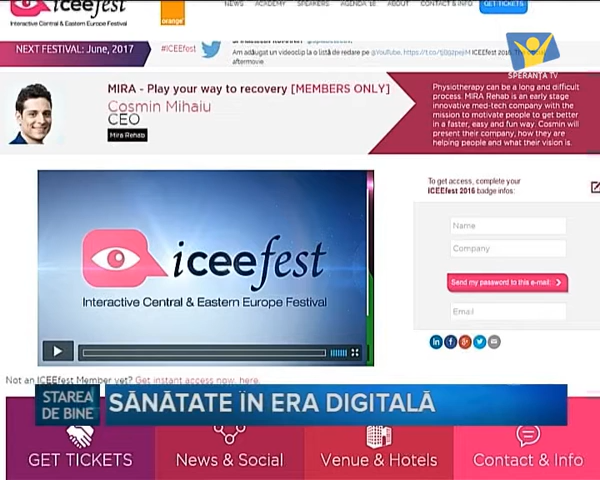 iceefest
Interactive Central & Eastern Europe Festival
orange
NEWS ACADEMY SPEAKERS AGENDA'16 ABOUT CONTACT & INFO GET TICKETS
NEXT FESTIVAL: June, 2017
#ICEEfest
Am adăugat un videoclip la o listă de redare pe @YouTube,
ICEEfest 2016
aftermovie.
SPERANȚA TV
MIRA - Play your way to recovery [MEMBERS ONLY]
Cosmin Mihaiu
CEO
Mira Rehab
Physiotherapy can be a long and difficult
process. MIRA Rehab is an early stage
innovative med-tech company with the
mission to motivate people to get better
in a faster, easy and fun way. Cosmin will
present their company, how they are
helping people and what their vision is.
iceefest
Interactive Central & Eastern Europe Festival
To get access, complete your
ICEEfest 2016 badge infos:
Name
Company
Send my password to this e-mail:
Email
Not an ICEEfest Member yet? Get instant access now, here.
STAREA
DE BINE
SĂNĂTATE ÎN ERA DIGITALĂ
GET TICKETS
News & Social
Venue & Hotels
Contact & Info